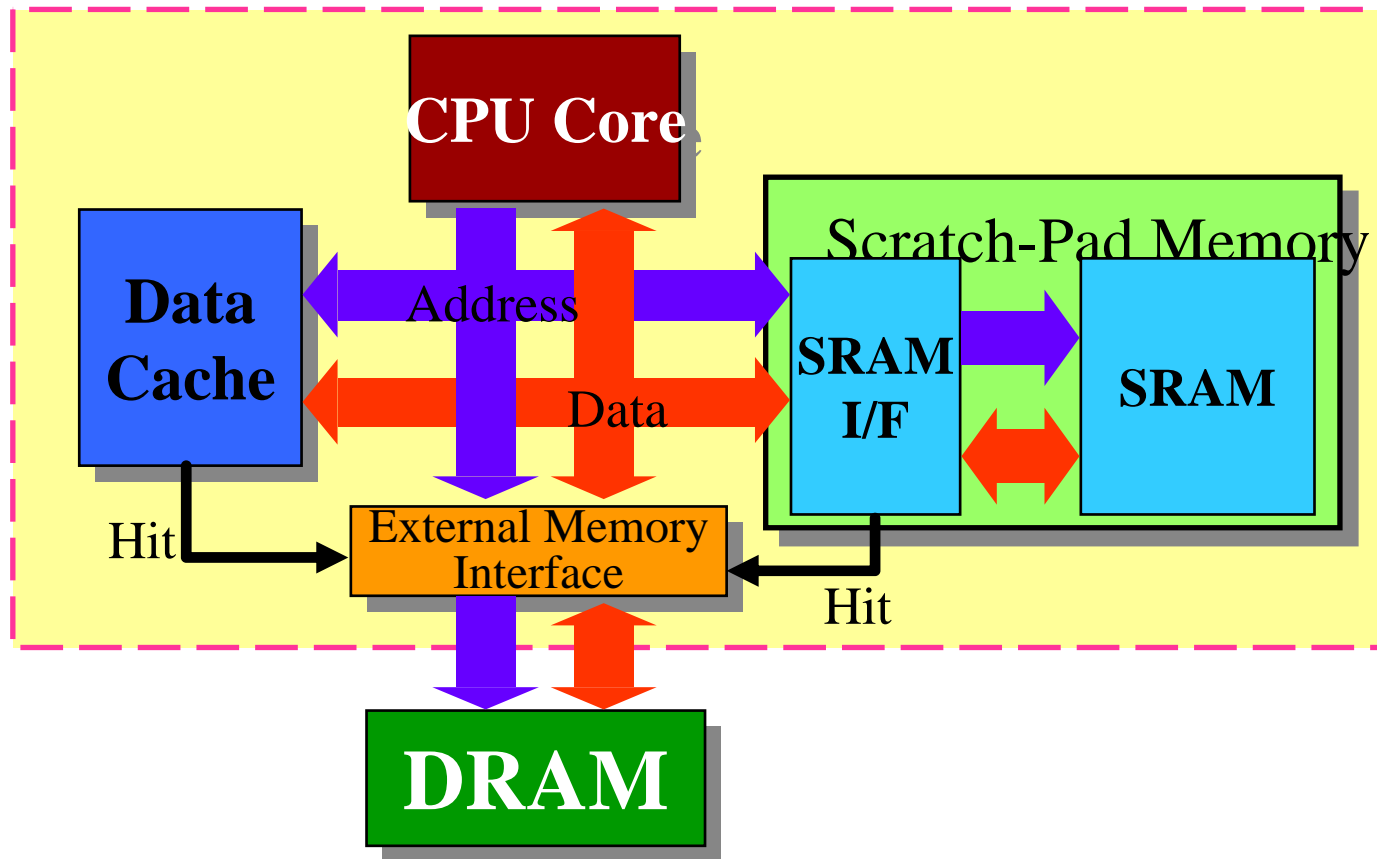 CPU Core
Scratch-Pad Memory
Data
Cache
Address
SRAM
I/F
SRAM
Data
External Memory
Interface
Hit
Hit
DRAM